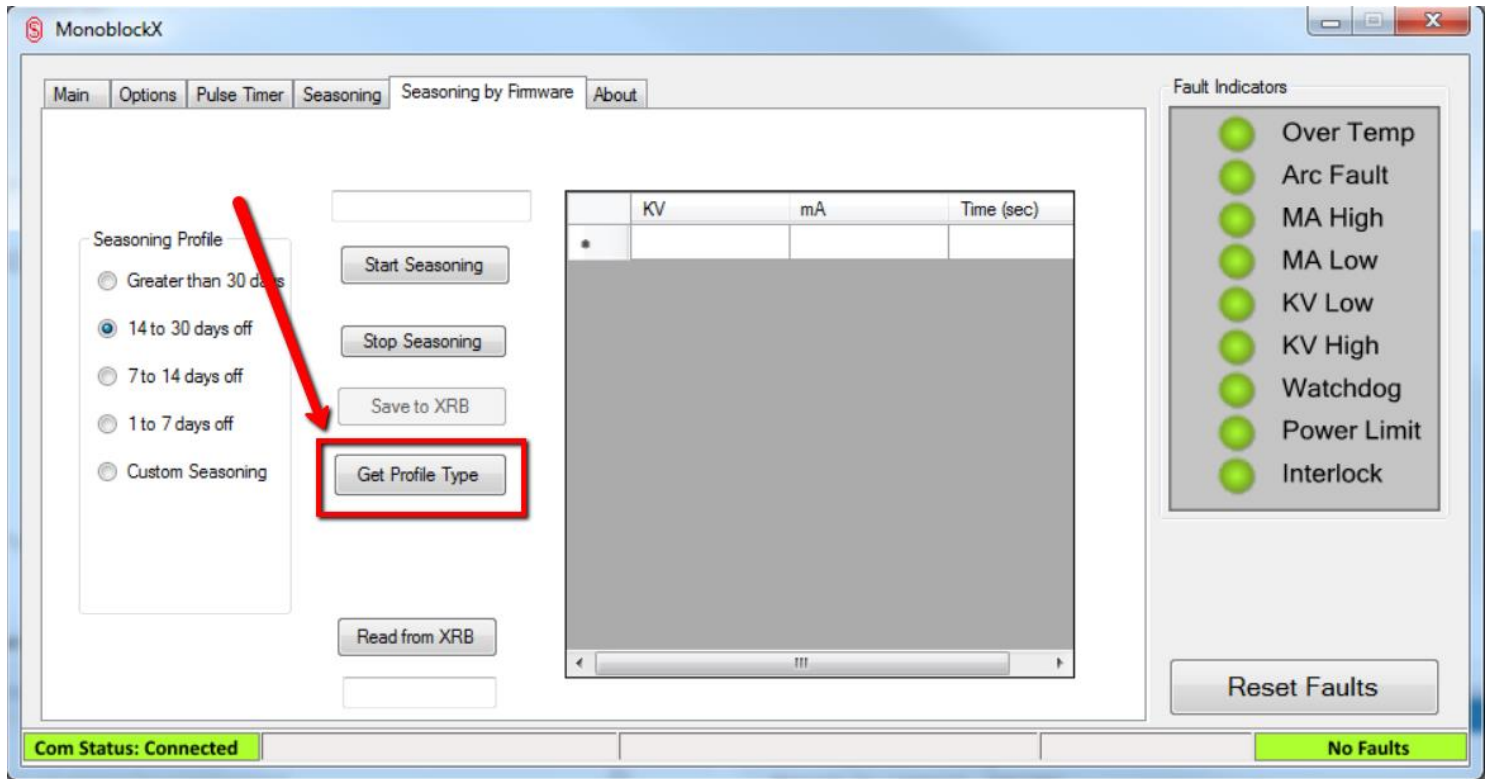 MonoblockX
Main Options Pulse Timer Seasoning Seasoning by Firmware About
Seasoning Profile
Greater than 30 days
14 to 30 days off
7 to 14 days off
1 to 7 days off
Custom Seasoning
Start Seasoning
Stop Seasoning
Save to XRB
Get Profile Type
Read from XRB
KV mA Time (sec)
Fault Indicators
Over Temp
Arc Fault
MA High
MA Low
KV Low
KV High
Watchdog
Power Limit
Interlock
Reset Faults
Com Status: Connected
No Faults